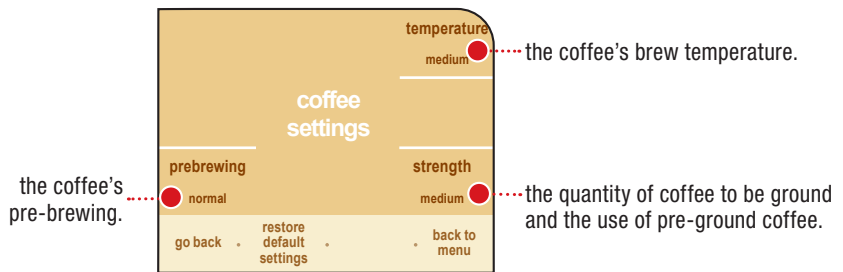 temperature
medium
the coffee’s brew temperature.
coffee
settings
prebrewing
normal
the coffee’s
pre-brewing.
strength
medium
the quantity of coffee to be ground
and the use of pre-ground coffee.
go back
restore
default
settings
back to
menu